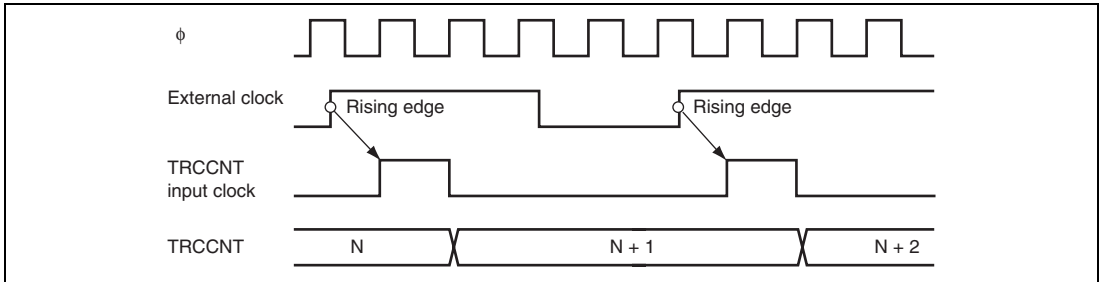 ϕ
External clock
Rising edge
Rising edge
TRCCNT
input clock
TRCCNT
N
N + 1
N + 2